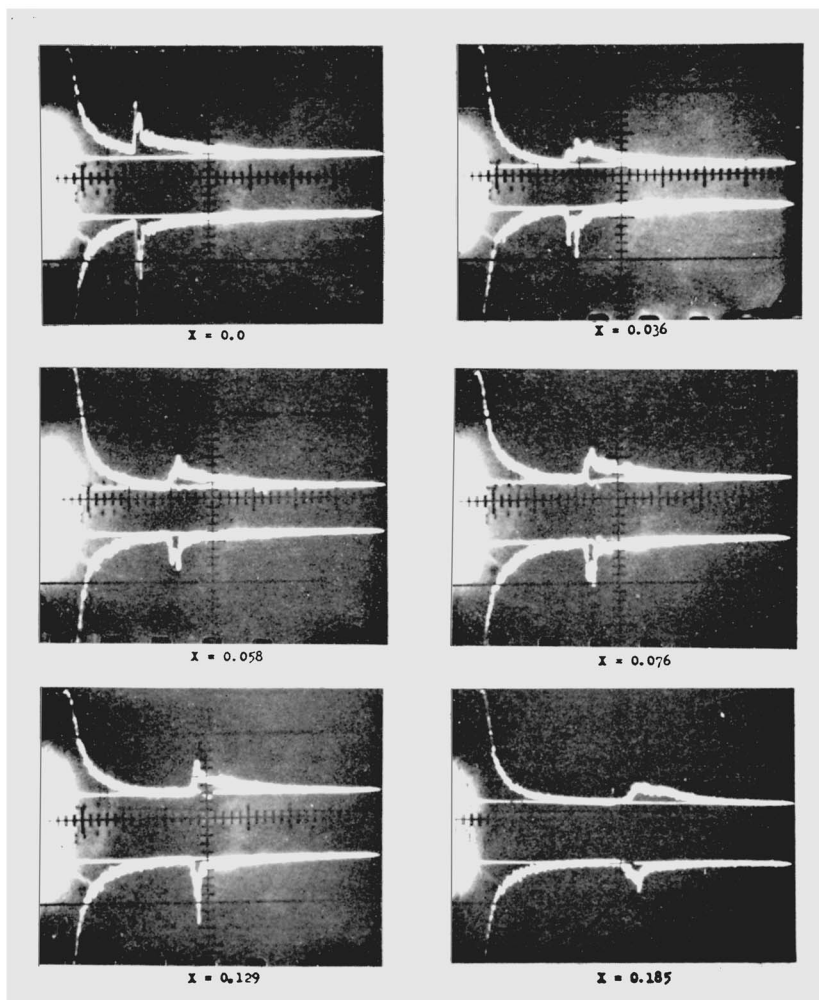 X = 0.0
X = 0.036
X = 0.058
X = 0.076
X = 0.129
X = 0.185